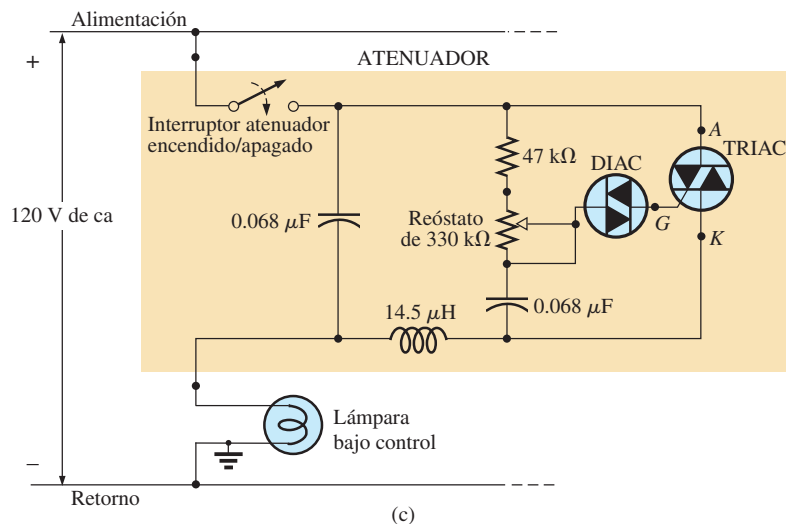 Alimentación
+
ATENUADOR
Interruptor atenuador
encendido/apagado
A
TRIAC
47 kΩ
DIAC
120 V de ca
0.068 μF
Reóstato
de 330 kΩ
G
K
14.5 μH
0.068 μF
Lámpara
bajo control
–
Retorno
(c)